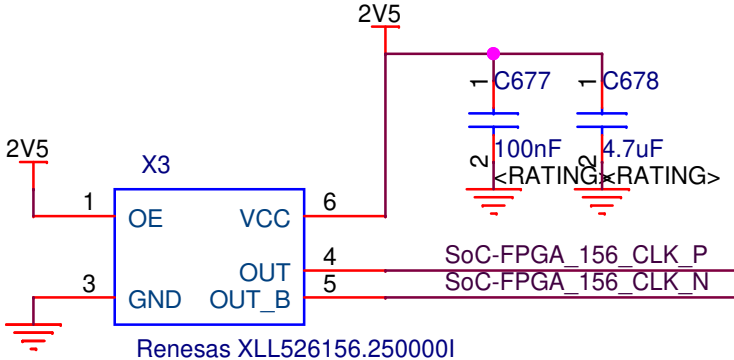 2V5
1 C677
1 C678
2 100nF
2 4.7uF
<RATING>
<RATING>
2V5
X3
1 OE
VCC 6
OUT 4
SoC-FPGA_156_CLK_P
3 GND
OUT_B 5
SoC-FPGA_156_CLK_N
Renesas XLL526156.250000I